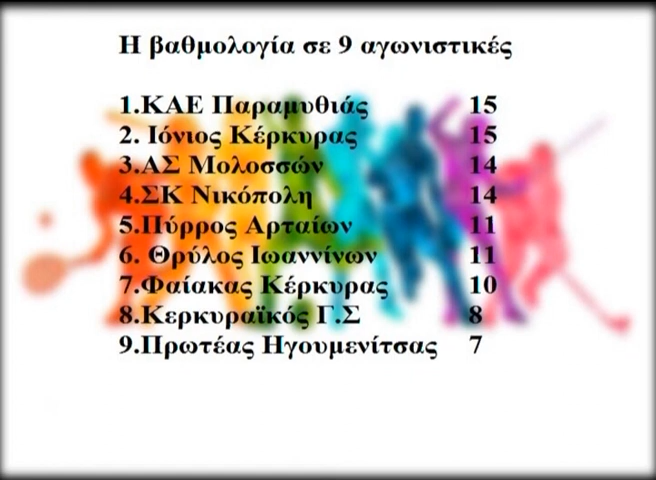 Η βαθμολογία σε 9 αγωνιστικές
1.ΚΑΕ Παραμυθιάς 15
2. Ιόνιος Κέρκυρας 15
3.ΑΣ Μολοσσών 14
4.ΣΚ Νικόπολη 14
5.Πύρρος Αρταίων 11
6. Θρύλος Ιωαννίνων 11
7.Φαίακας Κέρκυρας 10
8.Κερκυραϊκός Γ.Σ 8
9.Πρωτέας Ηγουμενίτσας 7